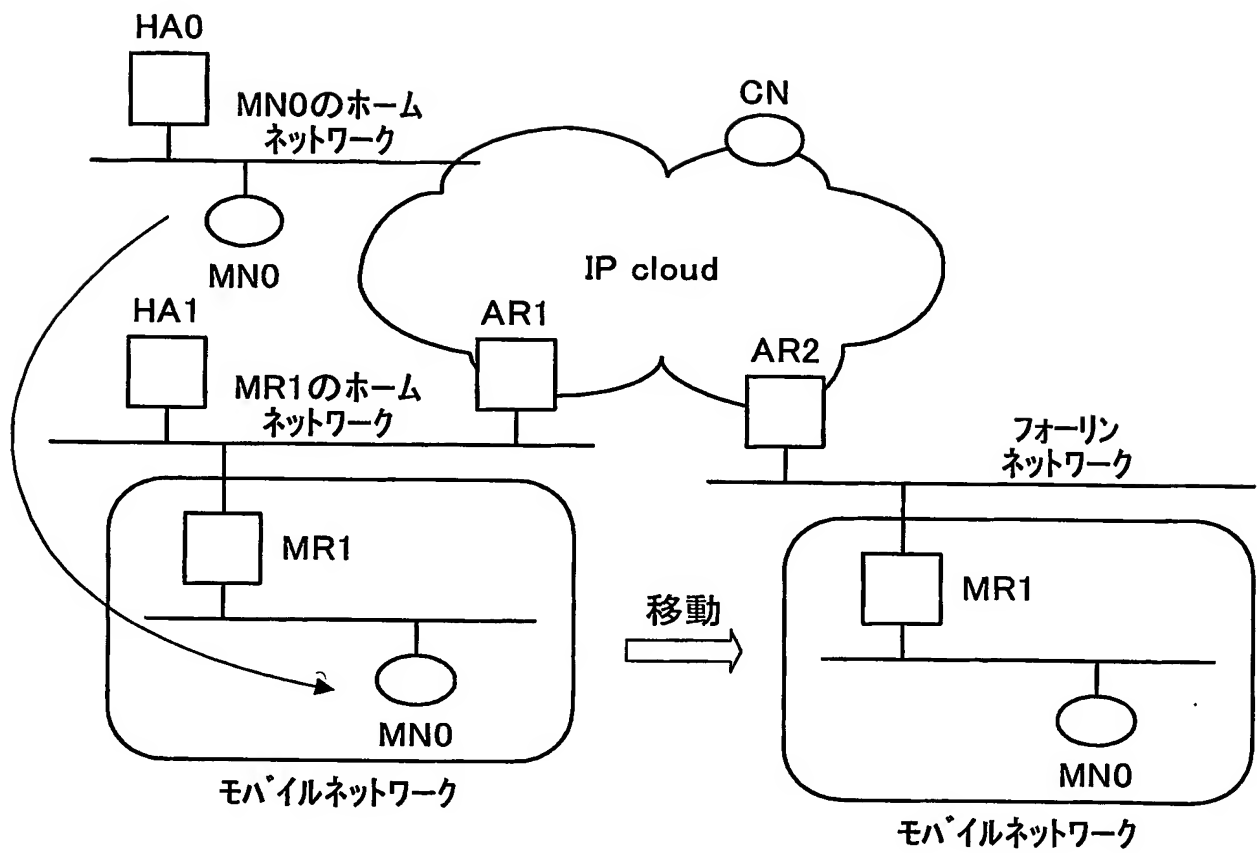 HA0
MN0のホーム
ネットワーク
CN
MN0
IP cloud
HA1
AR1
AR2
MR1のホーム
ネットワーク
フォーリン
ネットワーク
MR1
MR1
移動
MN0
MN0
モバイルネットワーク
モバイルネットワーク